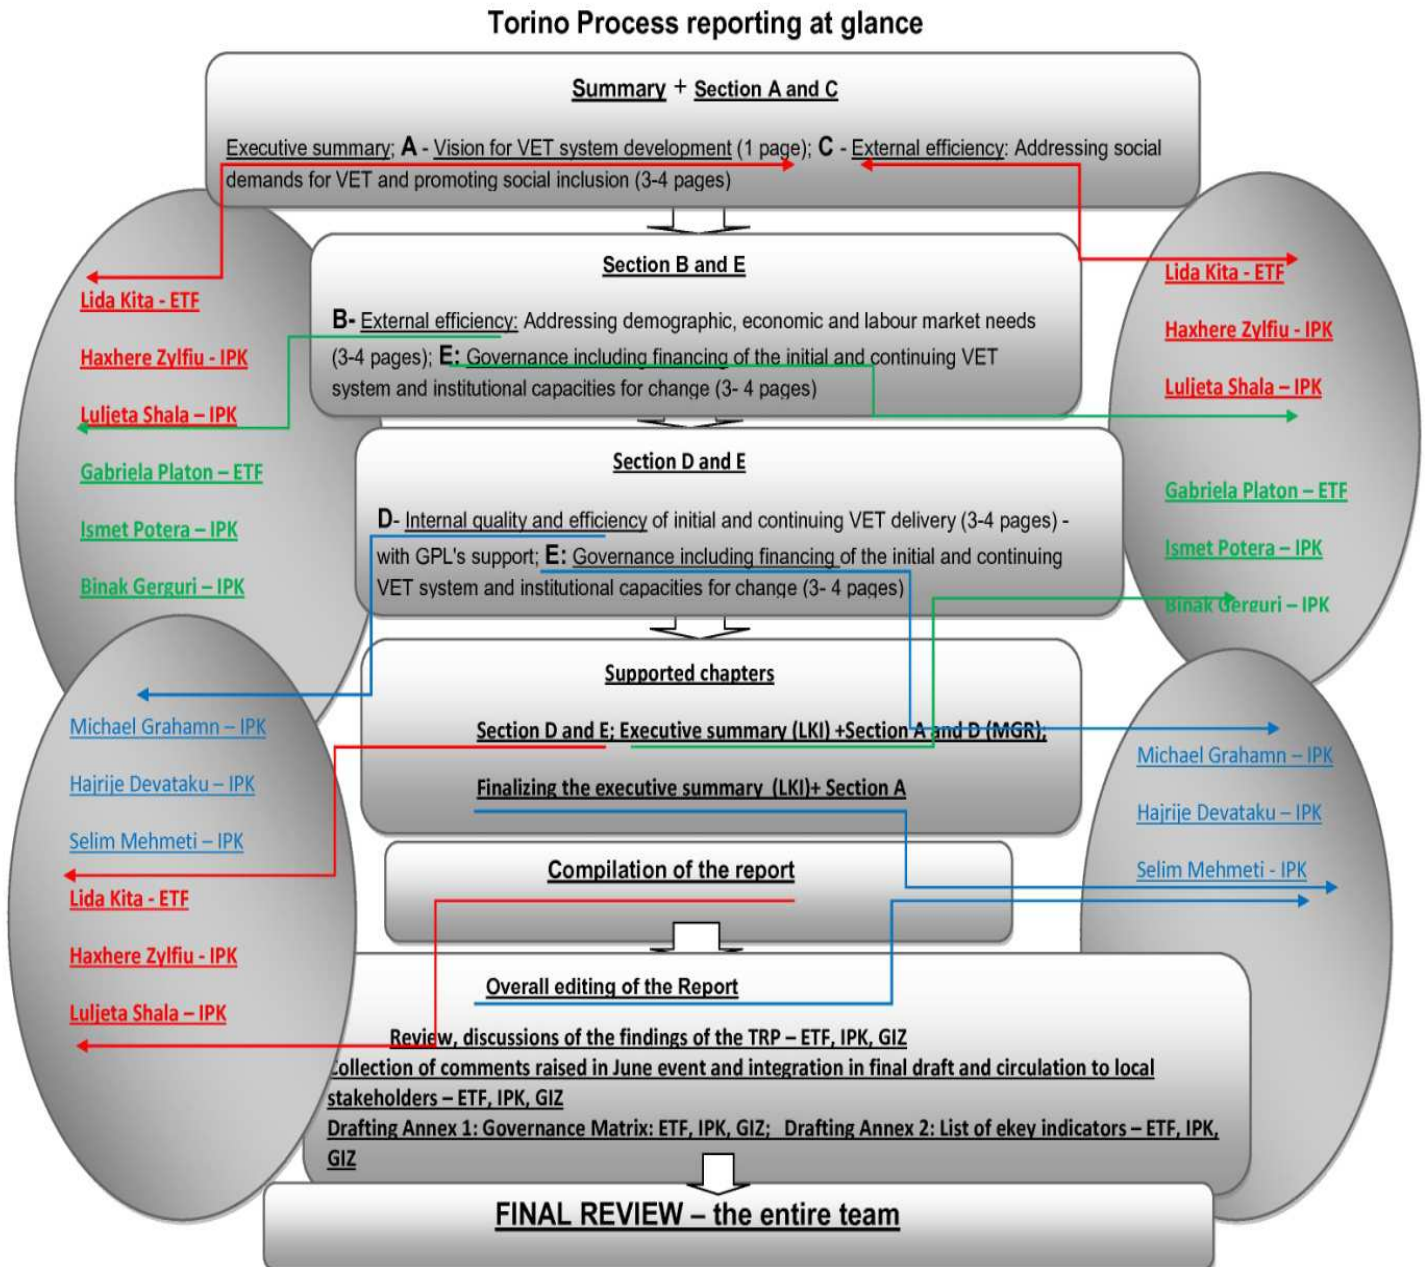 Torino Process reporting at glance
Summary + Section A and C
Executive summary; A - Vision for VET system development (1 page); C - External efficiency: Addressing social
demands for VET and promoting social inclusion (3-4 pages)
Section B and E
B- External efficiency: Addressing demographic, economic and labour market needs
(3-4 pages); E: Governance including financing of the initial and continuing VET
system and institutional capacities for change (3- 4 pages)
Section D and E
D- Internal quality and efficiency of initial and continuing VET delivery (3-4 pages) -
with GPL's support; E: Governance including financing of the initial and continuing
VET system and institutional capacities for change (3- 4 pages)
Supported chapters
Section D and E; Executive summary (LKI) +Section A and D (MGR);
Finalizing the executive summary (LKI)+ Section A
Compilation of the report
Overall editing of the Report
Review, discussions of the findings of the TRP – ETF, IPK, GIZ
Collection of comments raised in June event and integration in final draft and circulation to local
stakeholders – ETF, IPK, GIZ
Drafting Annex 1: Governance Matrix: ETF, IPK, GIZ; Drafting Annex 2: List of ekey indicators – ETF, IPK,
GIZ
FINAL REVIEW – the entire team
Lida Kita - ETF
Haxhere Zylfiu - IPK
Luljeta Shala – IPK
Gabriela Platon – ETF
Ismet Potera – IPK
Binak Gerguri – IPK
Michael Grahamn – IPK
Hajrije Devataku – IPK
Selim Mehmeti – IPK
Lida Kita - ETF
Haxhere Zylfiu - IPK
Luljeta Shala – IPK
Lida Kita - ETF
Haxhere Zylfiu - IPK
Luljeta Shala – IPK
Gabriela Platon – ETF
Ismet Potera – IPK
Binak Gerguri – IPK
Michael Grahamn – IPK
Hajrije Devataku – IPK
Selim Mehmeti - IPK